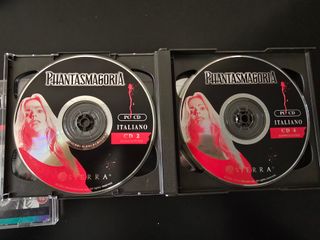 PHANTASMAGORIA
PC CD
ITALIANO
CD 2
SIERRA
PHANTASMAGORIA
PC CD
ITALIANO
CD 4
SIERRA